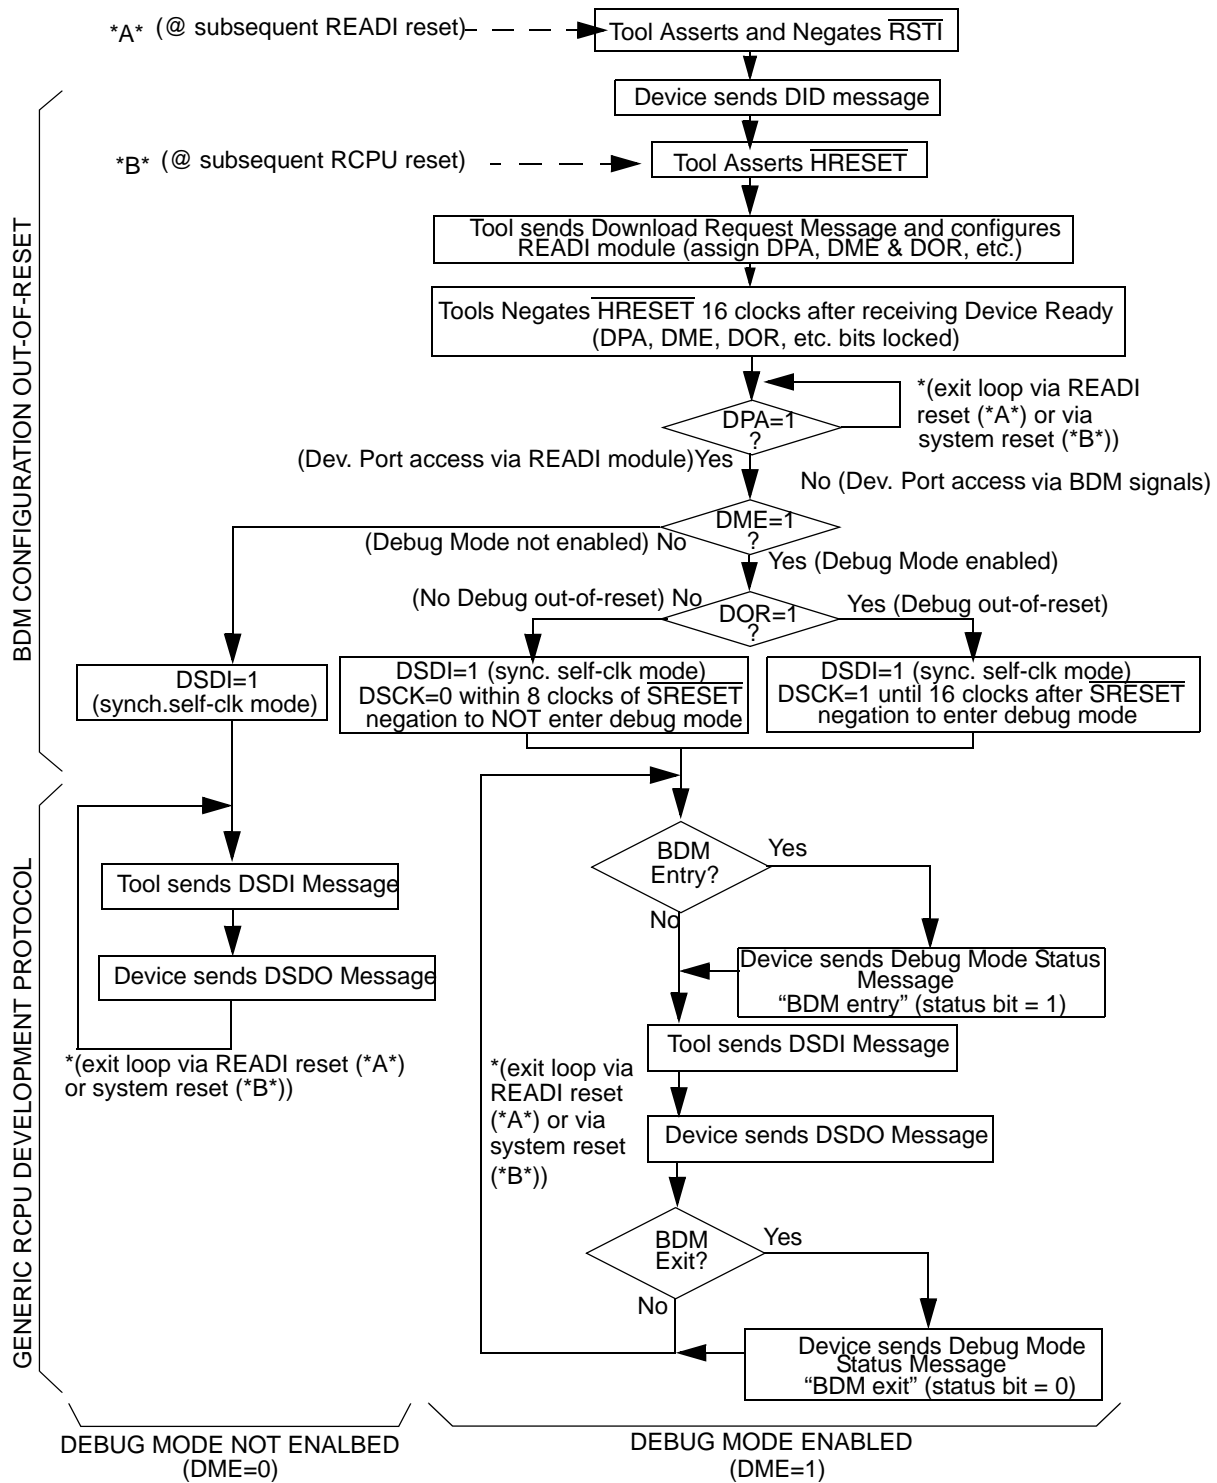 *A* (@ subsequent READI reset)
Tool Asserts and Negates RSTI
Device sends DID message
*B* (@ subsequent RCPU reset)
Tool Asserts HRESET
Tool sends Download Request Message and configures
READI module (assign DPA, DME & DOR, etc.)
Tools Negates HRESET 16 clocks after receiving Device Ready
(DPA, DME, DOR, etc. bits locked)
DPA=1
?
*(exit loop via READI
reset (*A*) or via
system reset (*B*))
(Dev. Port access via READI module)Yes
No (Dev. Port access via BDM signals)
DME=1
?
(Debug Mode not enabled) No
Yes (Debug Mode enabled)
(No Debug out-of-reset) No
DOR=1
?
Yes (Debug out-of-reset)
DSDI=1
(synch.self-clk mode)
DSDI=1 (sync. self-clk mode)
DSCK=0 within 8 clocks of SRESET
negation to NOT enter debug mode
DSDI=1 (sync. self-clk mode)
DSCK=1 until 16 clocks after SRESET
negation to enter debug mode
BDM CONFIGURATION OUT-OF-RESET
BDM
Entry?
Yes
No
Tool sends DSDI Message
Device sends DSDO Message
*(exit loop via READI reset (*A*)
or system reset (*B*))
Device sends Debug Mode Status
Message
“BDM entry” (status bit = 1)
Tool sends DSDI Message
*(exit loop via
READI reset
(*A*) or via
system reset
(*B*))
Device sends DSDO Message
BDM
Exit?
Yes
No
Device sends Debug Mode
Status Message
“BDM exit” (status bit = 0)
GENERIC RCPU DEVELOPMENT PROTOCOL
DEBUG MODE NOT ENALBED
(DME=0)
DEBUG MODE ENABLED
(DME=1)